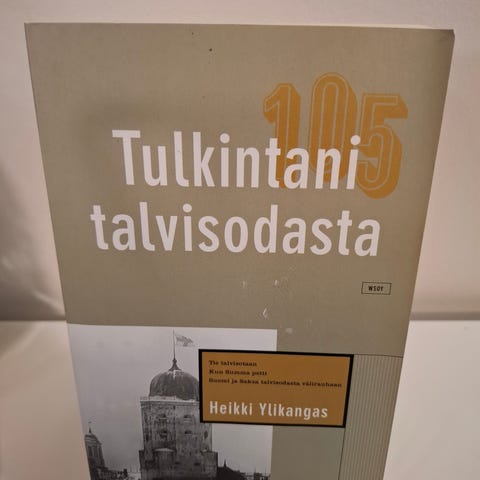 105
Tulkintani
talvisodasta
WSOY
Tie talvisotaan
Kun Summa petti
Suomi ja Saksa talvisodasta välirauhaan
Heikki Ylikangas